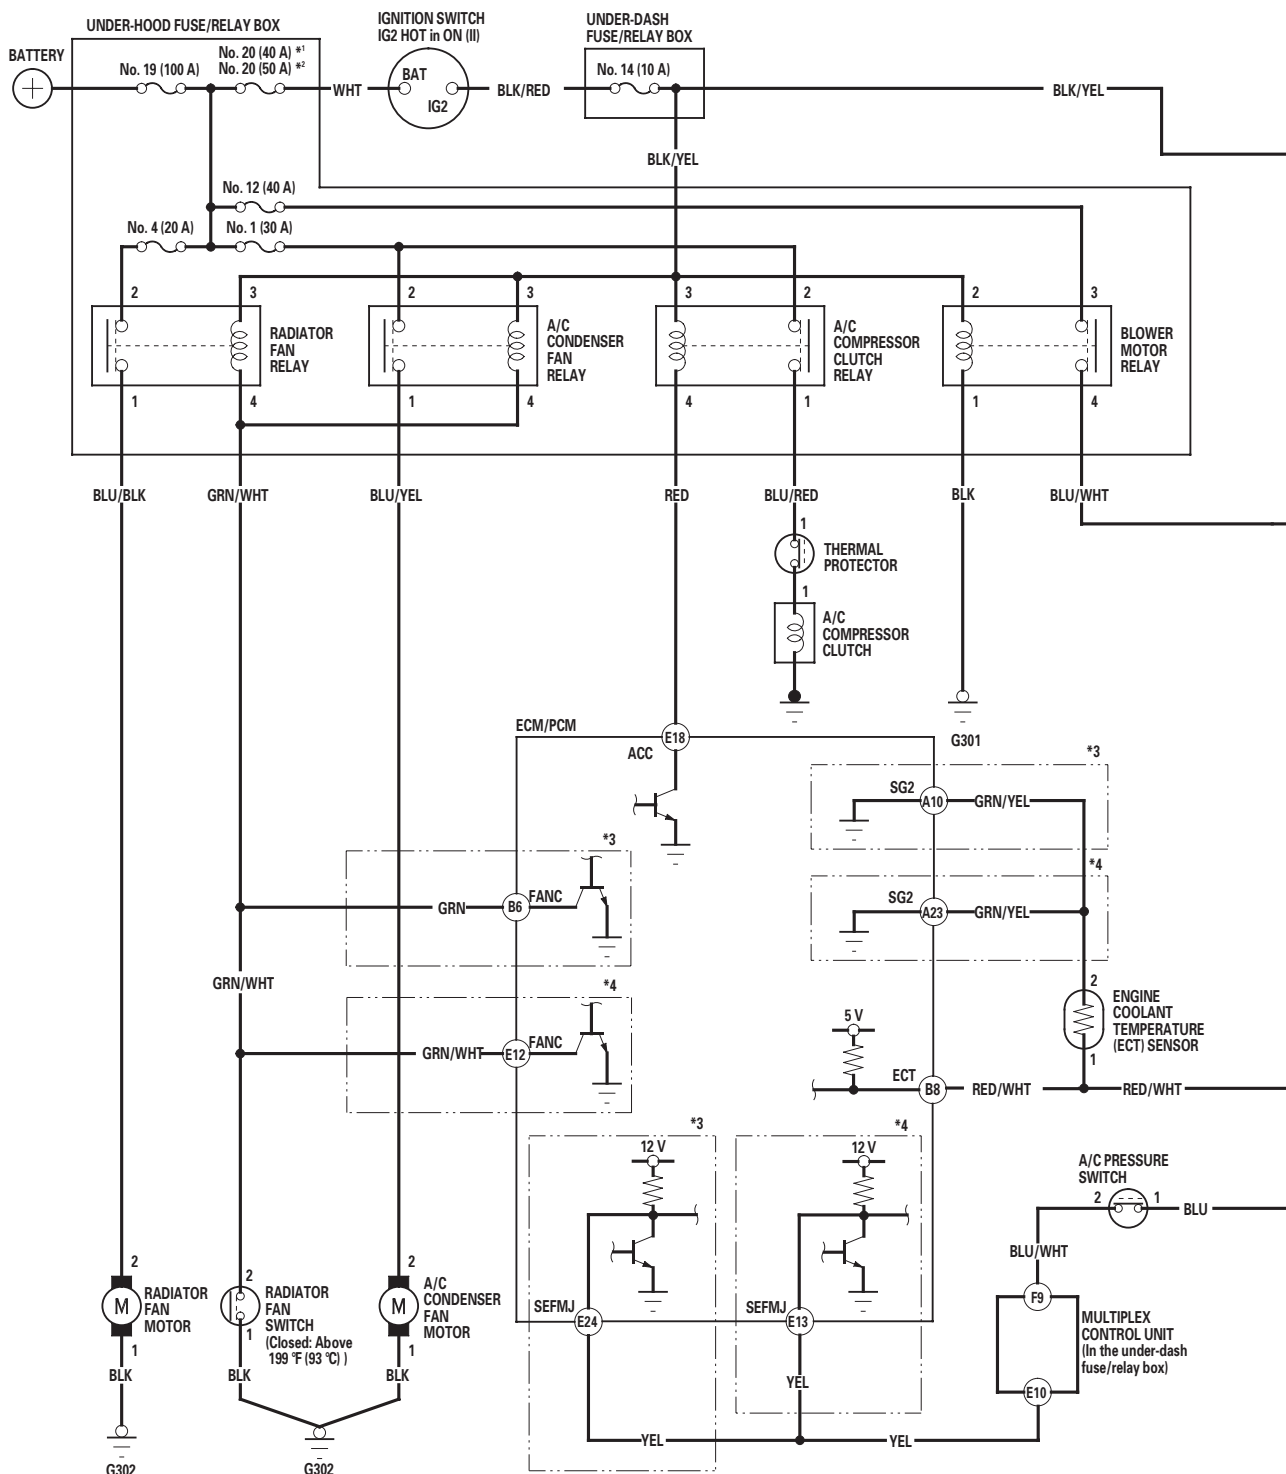 UNDER-HOOD FUSE/RELAY BOX
IGNITION SWITCH
IG2 HOT in ON (II)
UNDER-DASH
FUSE/RELAY BOX
BATTERY
No. 19 (100 A)
No. 20 (40 A) *1
No. 20 (50 A) *2
WHT
BAT
IG2
BLK/RED
No. 14 (10 A)
BLK/YEL
BLK/YEL
No. 12 (40 A)
No. 4 (20 A)
No. 1 (30 A)
2
3
2
3
3
2
2
3
RADIATOR
FAN
RELAY
A/C
CONDENSER
FAN
RELAY
A/C
COMPRESSOR
CLUTCH
RELAY
BLOWER
MOTOR
RELAY
1
4
1
4
4
1
1
4
BLU/BLK
GRN/WHT
BLU/YEL
RED
BLU/RED
BLK
BLU/WHT
1
THERMAL
PROTECTOR
1
A/C
COMPRESSOR
CLUTCH
G301
ECM/PCM
E18
ACC
*3
SG2
A10
GRN/YEL
*3
*4
GRN
B6
FANC
SG2
A23
GRN/YEL
GRN/WHT
*4
2
ENGINE
COOLANT
TEMPERATURE
(ECT) SENSOR
1
GRN/WHT
E12
FANC
5 V
ECT
B8
RED/WHT
RED/WHT
*3
12 V
*4
12 V
A/C PRESSURE
SWITCH
2
1
BLU
BLU/WHT
2
M
RADIATOR
FAN
MOTOR
1
2
RADIATOR
FAN
SWITCH
(Closed: Above
199 °F (93 °C) )
1
2
M
A/C
CONDENSER
FAN
MOTOR
1
SEFMJ
E24
SEFMJ
E13
F9
MULTIPLEX
CONTROL UNIT
(In the under-dash
fuse/relay box)
E10
BLK
BLK
BLK
YEL
YEL
YEL
G302
G302